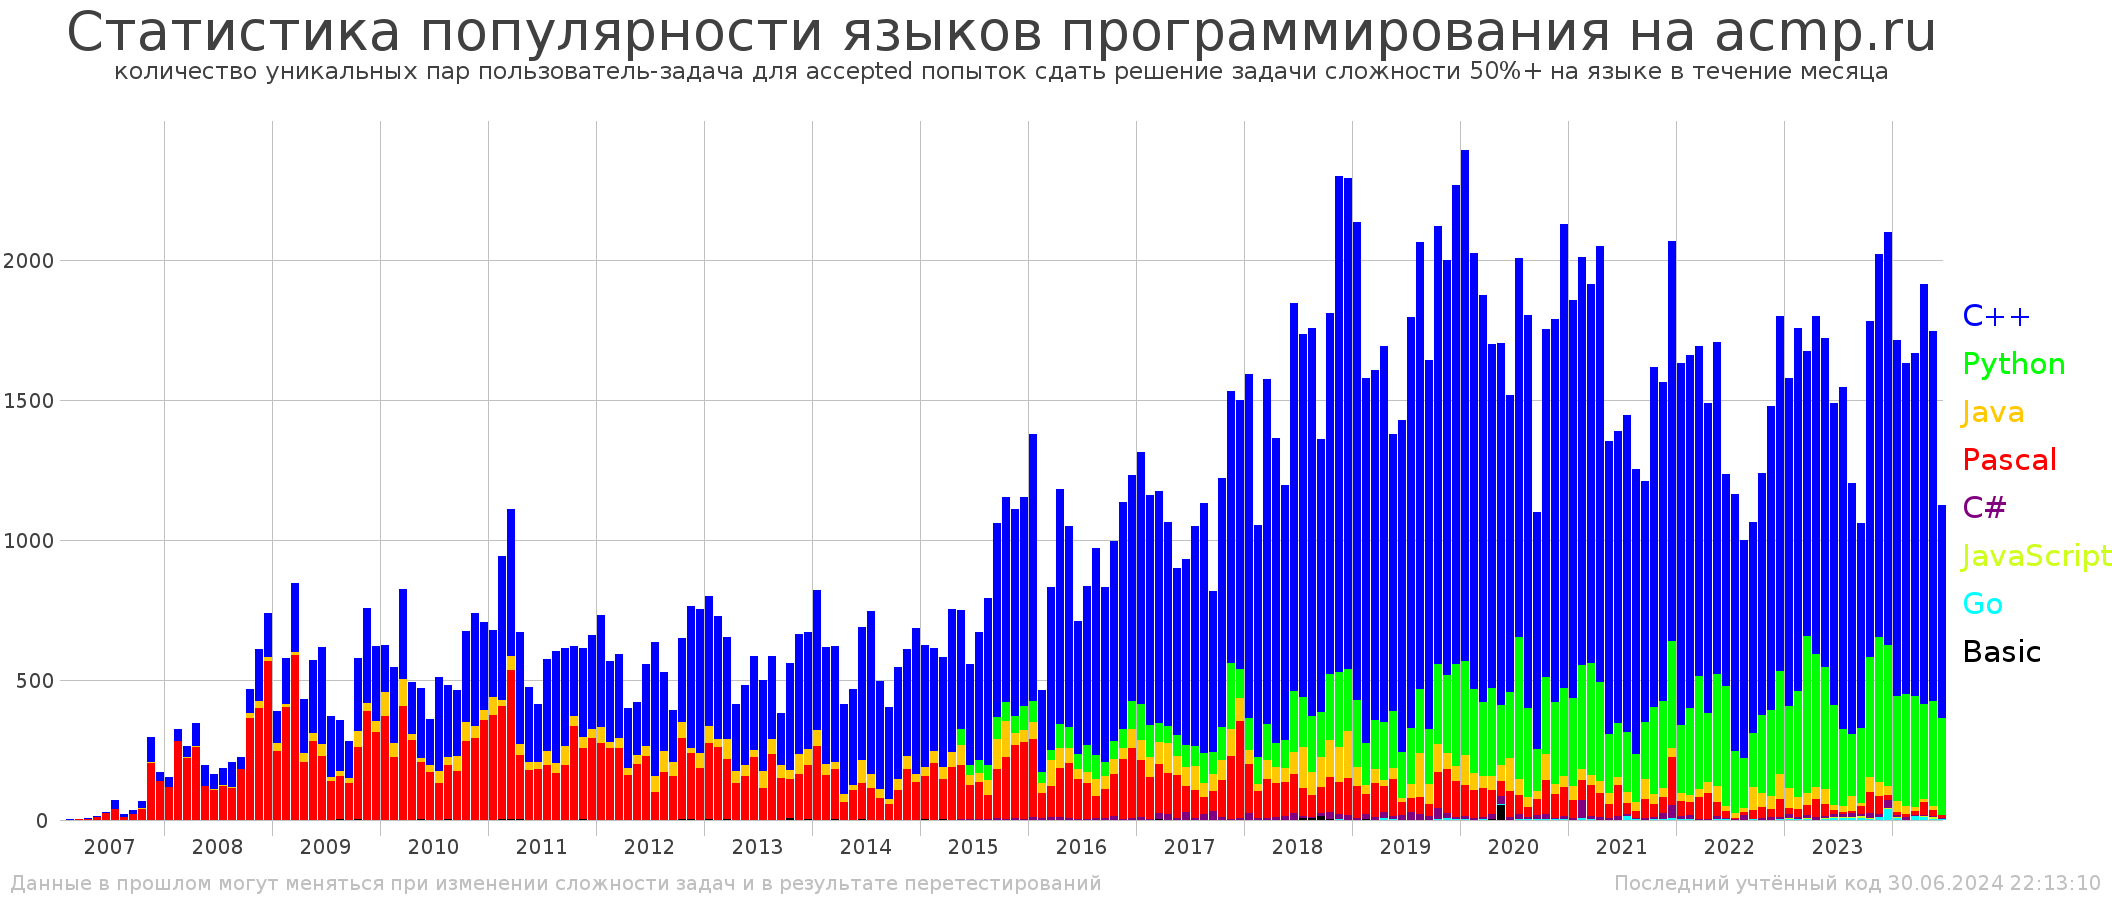 Статистика популярности языков программирования на acmp.ru
количество уникальных пар пользователь-задача для accepted попыток сдать решение задачи сложности 50%+ на языке в течение месяца
2000
1500
1000
500
0
C++
Python
Java
Pascal
C#
JavaScript
Go
Basic
2007 2008 2009 2010 2011 2012 2013 2014 2015 2016 2017 2018 2019 2020 2021 2022 2023
Данные в прошлом могут меняться при изменении сложности задач и в результате перетестирований
Последний учтённый код 30.06.2024 22:13:10